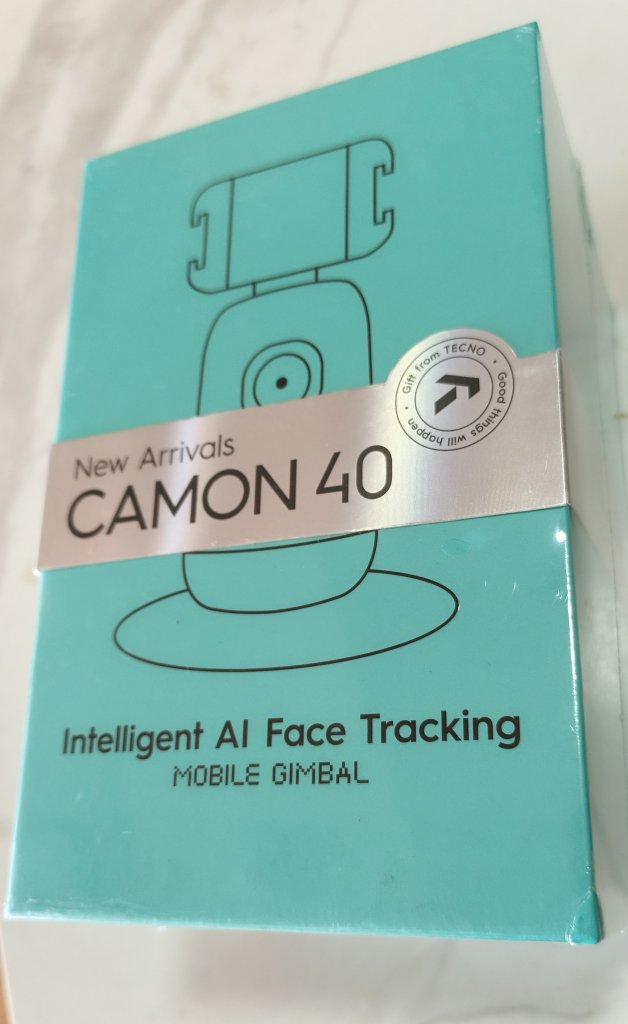 Gift from TECNO · Good things will happen ·
New Arrivals
CAMON 40
Intelligent AI Face Tracking
MOBILE GIMBAL